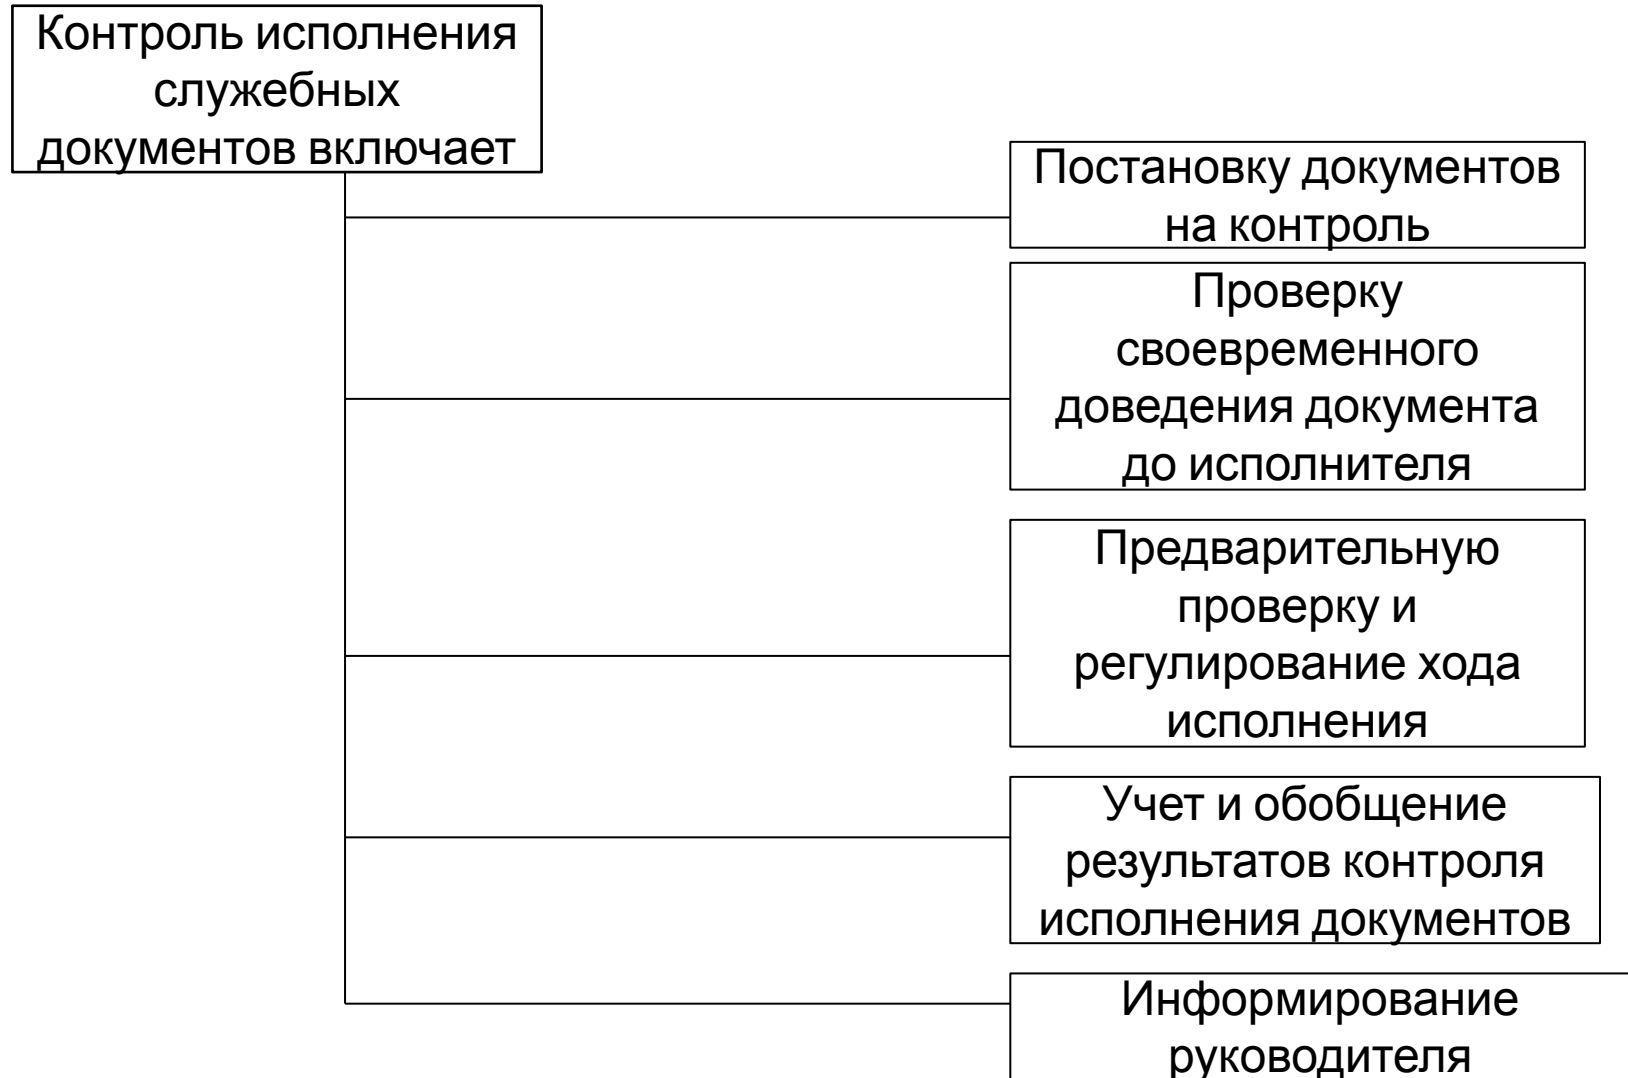 Контроль исполнения
служебных
документов включает
Постановку документов
на контроль
Проверку
своевременного
доведения документа
до исполнителя
Предварительную
проверку и
регулирование хода
исполнения
Учет и обобщение
результатов контроля
исполнения документов
Информирование
руководителя